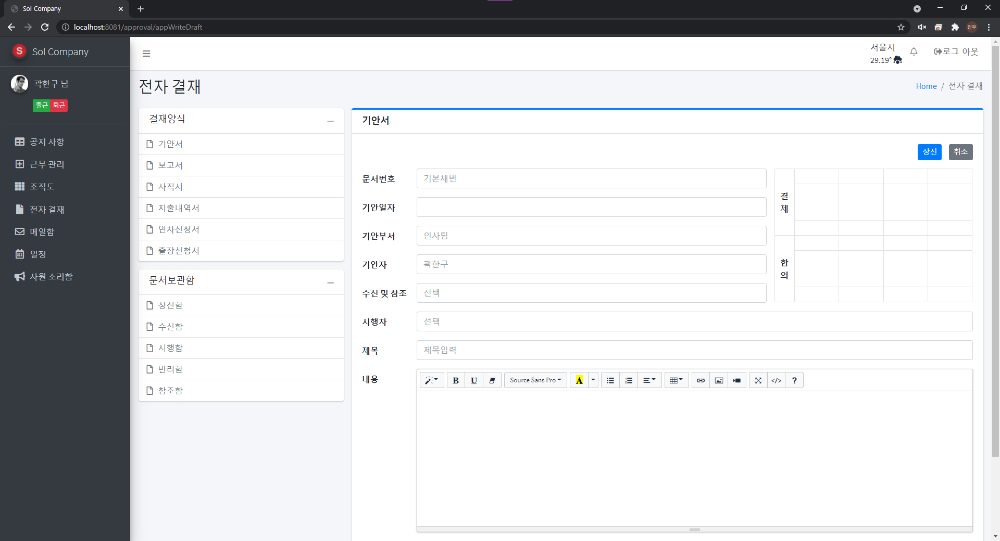 Sol Company
localhost:8081/approval/appWriteDraft
진우
S Sol Company
곽한구 님
출근 퇴근
공지 사항
근무 관리
조직도
전자 결재
메일함
일정
사원 소리함
서울시
29.19°
로그 아웃
전자 결재
Home / 전자 결재
결재양식
기안서
보고서
사직서
지출내역서
연차신청서
출장신청서
문서보관함
상신함
수신함
시행함
반려함
참조함
기안서
상신 취소
문서번호 기본채번
기안일자
기안부서 인사팀
기안자 곽한구
수신 및 참조 선택
결
제
합
의
시행자 선택
제목 제목입력
내용
B U Source Sans Pro A </> ?